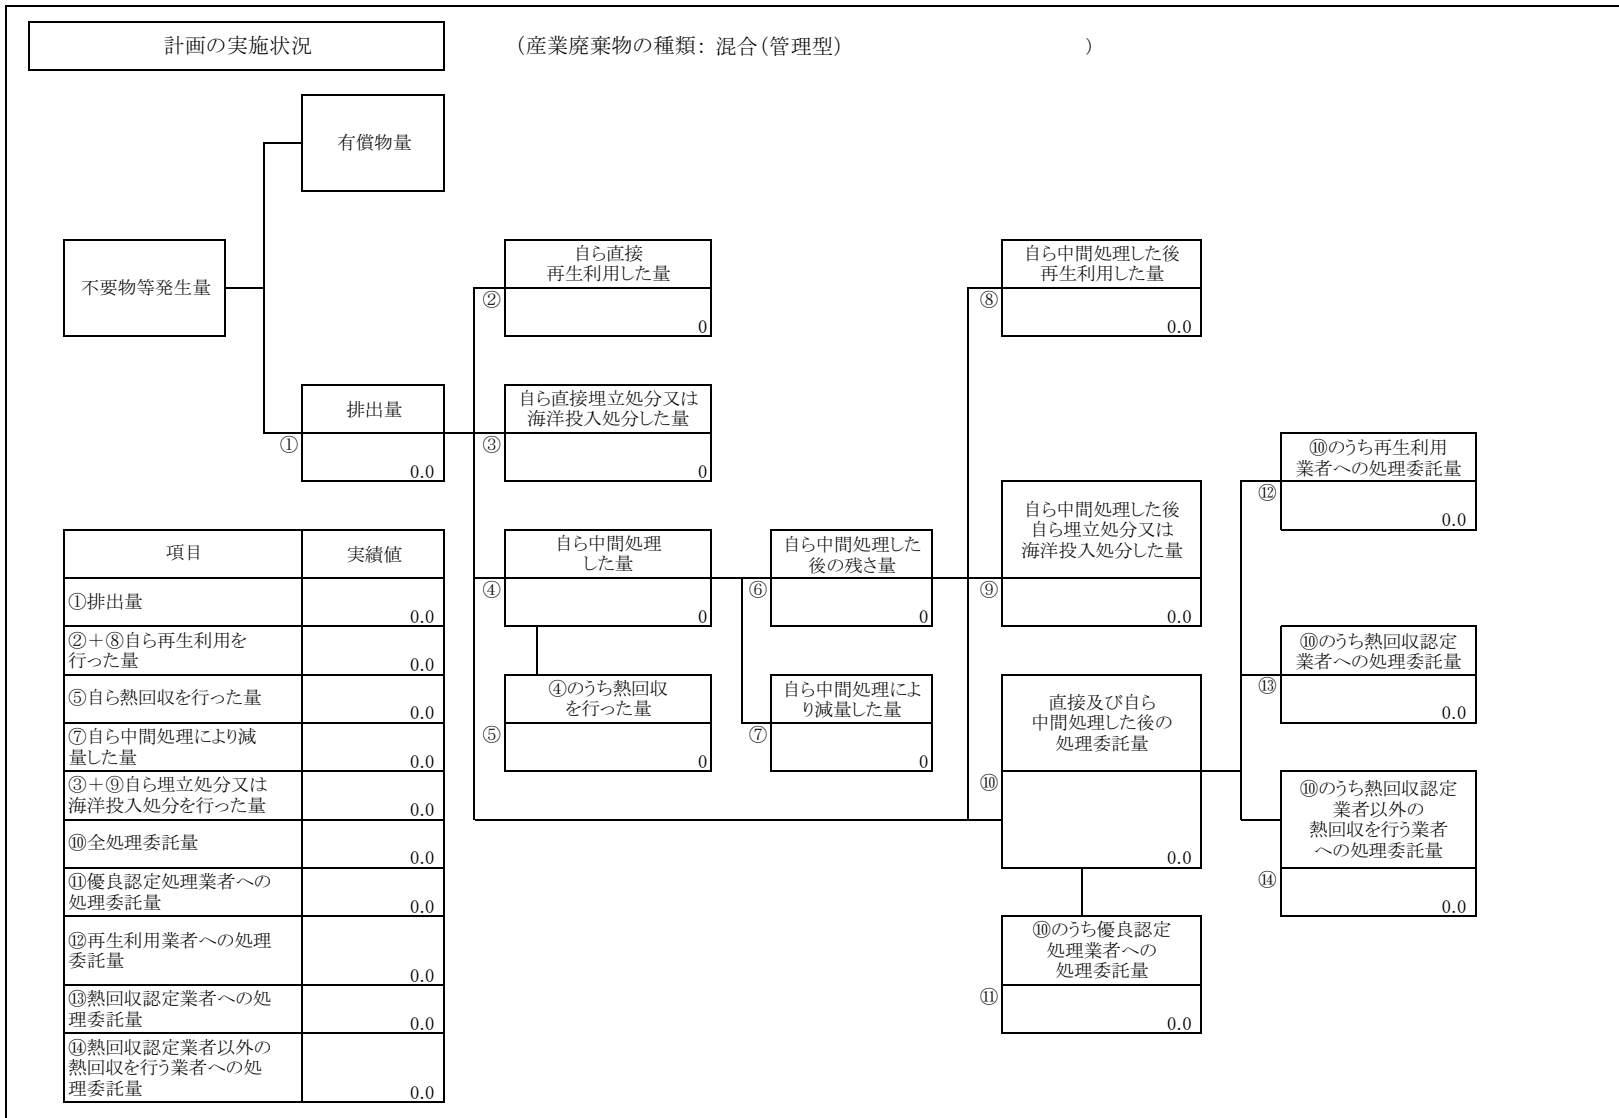 計画の実施状況
（産業廃棄物の種類：混合（管理型）　）
有償物量
不要物等発生量
排出量
①
0.0
自ら直接
再生利用した量
②
0
自ら直接埋立処分又は
海洋投入処分した量
③
0
自ら中間処理
した量
④
0
④のうち熱回収
を行った量
⑤
0
自ら中間処理した
後の残さ量
⑥
0
自ら中間処理によ
り減量した量
⑦
0
自ら中間処理した後
再生利用した量
⑧
0.0
自ら中間処理した後
自ら埋立処分又は
海洋投入処分した量
⑨
0.0
直接及び自ら
中間処理した後の
処理委託量
⑩
0.0
⑩のうち優良認定
処理業者への
処理委託量
⑪
0.0
⑩のうち再生利用
業者への処理委託量
⑫
0.0
⑩のうち熱回収認定
業者への処理委託量
⑬
0.0
⑩のうち熱回収認定
業者以外の
熱回収を行う業者
への処理委託量
⑭
0.0
項目 実績値
①排出量
0.0
②＋⑧自ら再生利用を
行った量
0.0
⑤自ら熱回収を行った量
0.0
⑦自ら中間処理により減
量した量
0.0
③＋⑨自ら埋立処分又は
海洋投入処分を行った量
0.0
⑩全処理委託量
0.0
⑪優良認定処理業者への
処理委託量
0.0
⑫再生利用業者への処理
委託量
0.0
⑬熱回収認定業者への処
理委託量
0.0
⑭熱回収認定業者以外の
熱回収を行う業者への処
理委託量
0.0